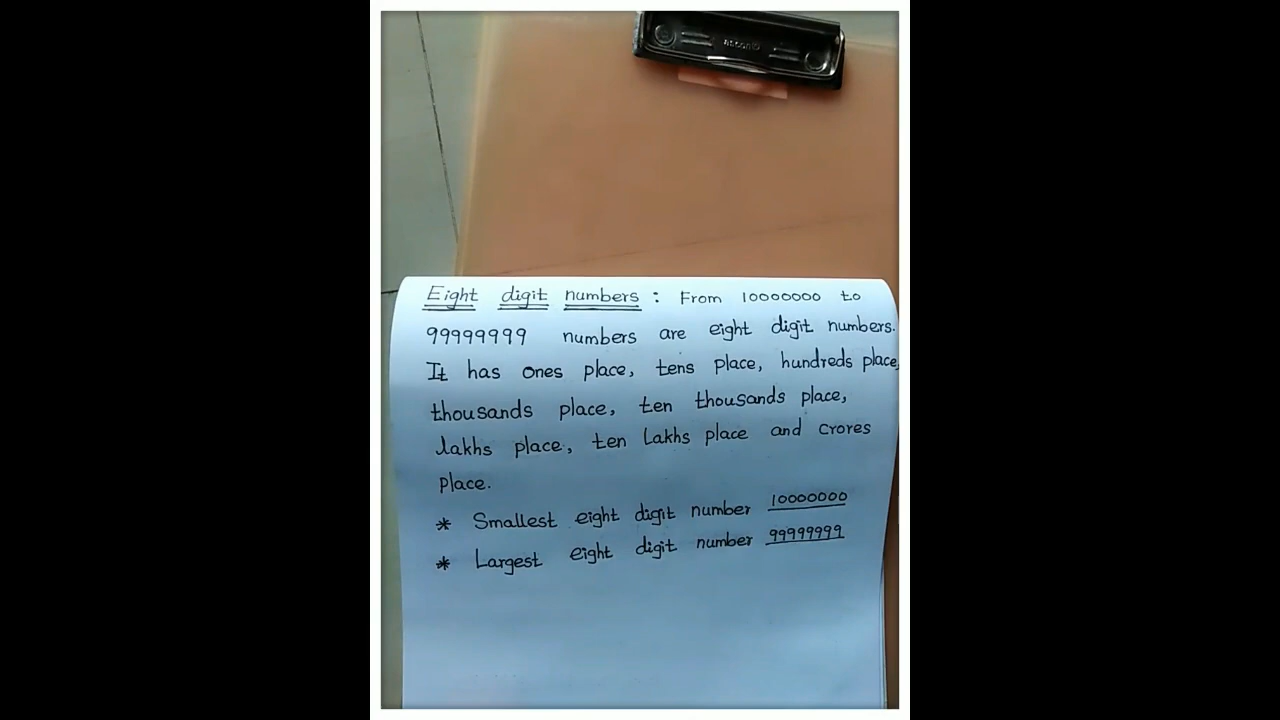 Eight digit numbers : From 10000000 to
99999999 numbers are eight digit numbers.
It has ones place, tens place, hundreds place,
thousands place, ten thousands place,
lakhs place, ten lakhs place and crores
place.
* Smallest eight digit number 10000000
* Largest eight digit number 99999999